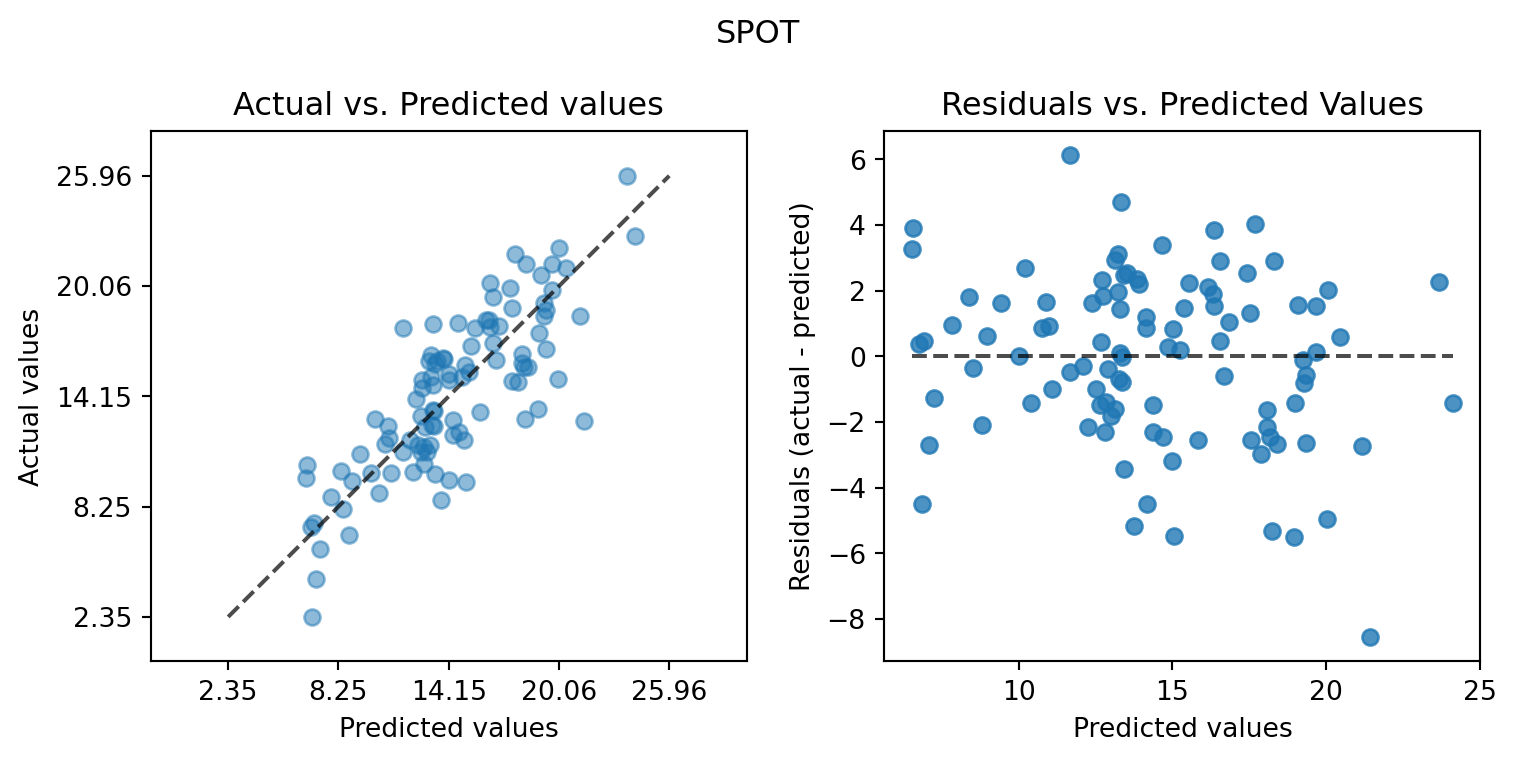 SPOT
Actual vs. Predicted values
Actual values
25.96
20.06
14.15
8.25
2.35
2.35 8.25 14.15 20.06 25.96
Predicted values
Residuals vs. Predicted Values
Residuals (actual - predicted)
6
4
2
0
−2
−4
−6
−8
10 15 20 25
Predicted values